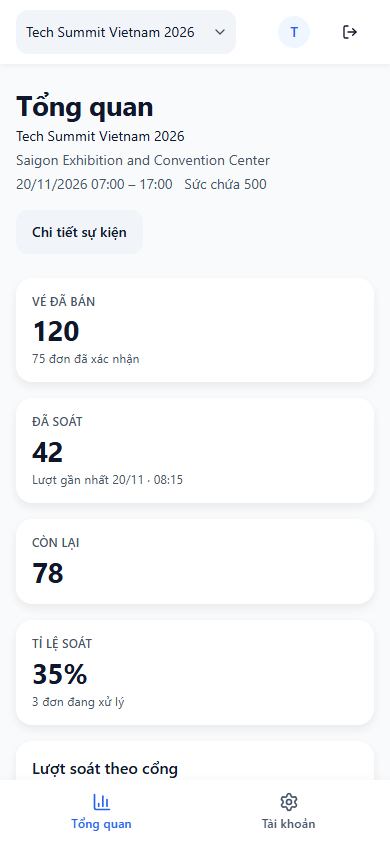 Tech Summit Vietnam 2026
T
Tổng quan
Tech Summit Vietnam 2026
Saigon Exhibition and Convention Center
20/11/2026 07:00 – 17:00 Sức chứa 500
Chi tiết sự kiện
VÉ ĐÃ BÁN
120
75 đơn đã xác nhận
ĐÃ SOÁT
42
Lượt gần nhất 20/11 · 08:15
CÒN LẠI
78
TỈ LỆ SOÁT
35%
3 đơn đang xử lý
Lượt soát theo cổng
Tổng quan
Tài khoản